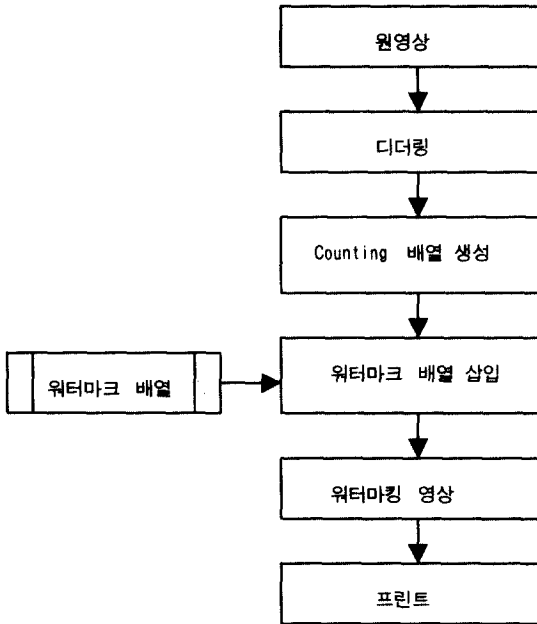 원영상
디더링
Counting 배열 생성
워터마크 배열
워터마크 배열 삽입
워터마킹 영상
프린트